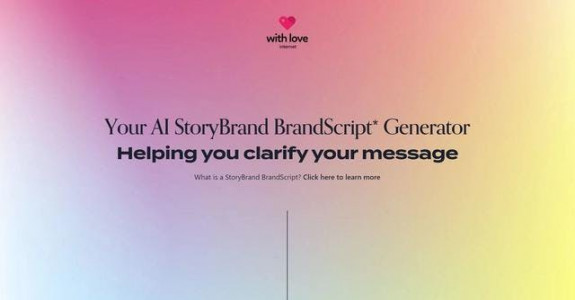 with love
internet
Your AI StoryBrand BrandScript* Generator
Helping you clarify your message
What is a StoryBrand BrandScript? Click here to learn more